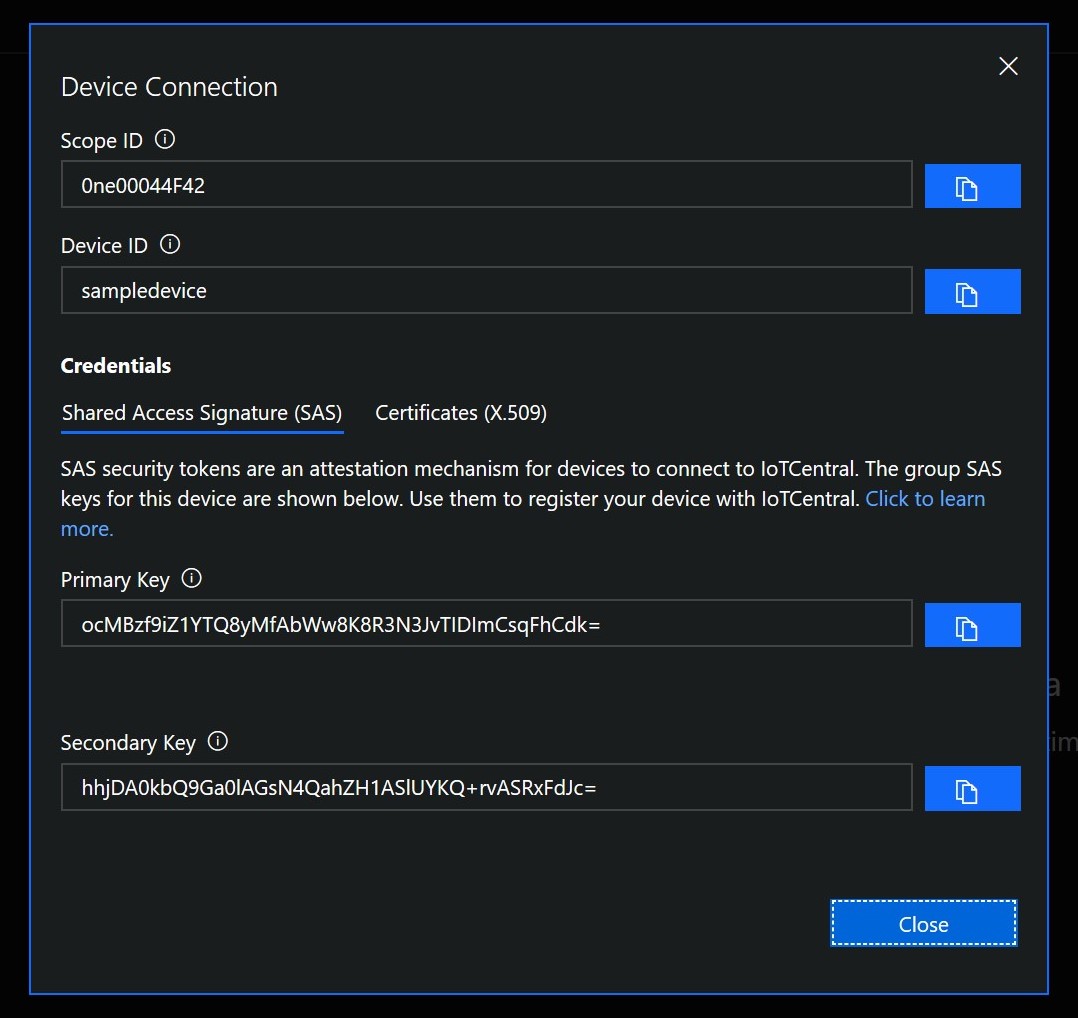 Device Connection
Scope ID
0ne00044F42
Device ID
sampledevice
Credentials
Shared Access Signature (SAS) Certificates (X.509)
SAS security tokens are an attestation mechanism for devices to connect to IoTCentral. The group SAS
keys for this device are shown below. Use them to register your device with IoTCentral. Click to learn
more.
Primary Key
ocMBzf9iZ1YTQ8yMfAbWw8K8R3N3JvTIDImCsqFhCdk=
a
im
Secondary Key
hhjDA0kbQ9Ga0lAGsN4QahZH1ASlUYKQ+rvASRxFdJc=
Close